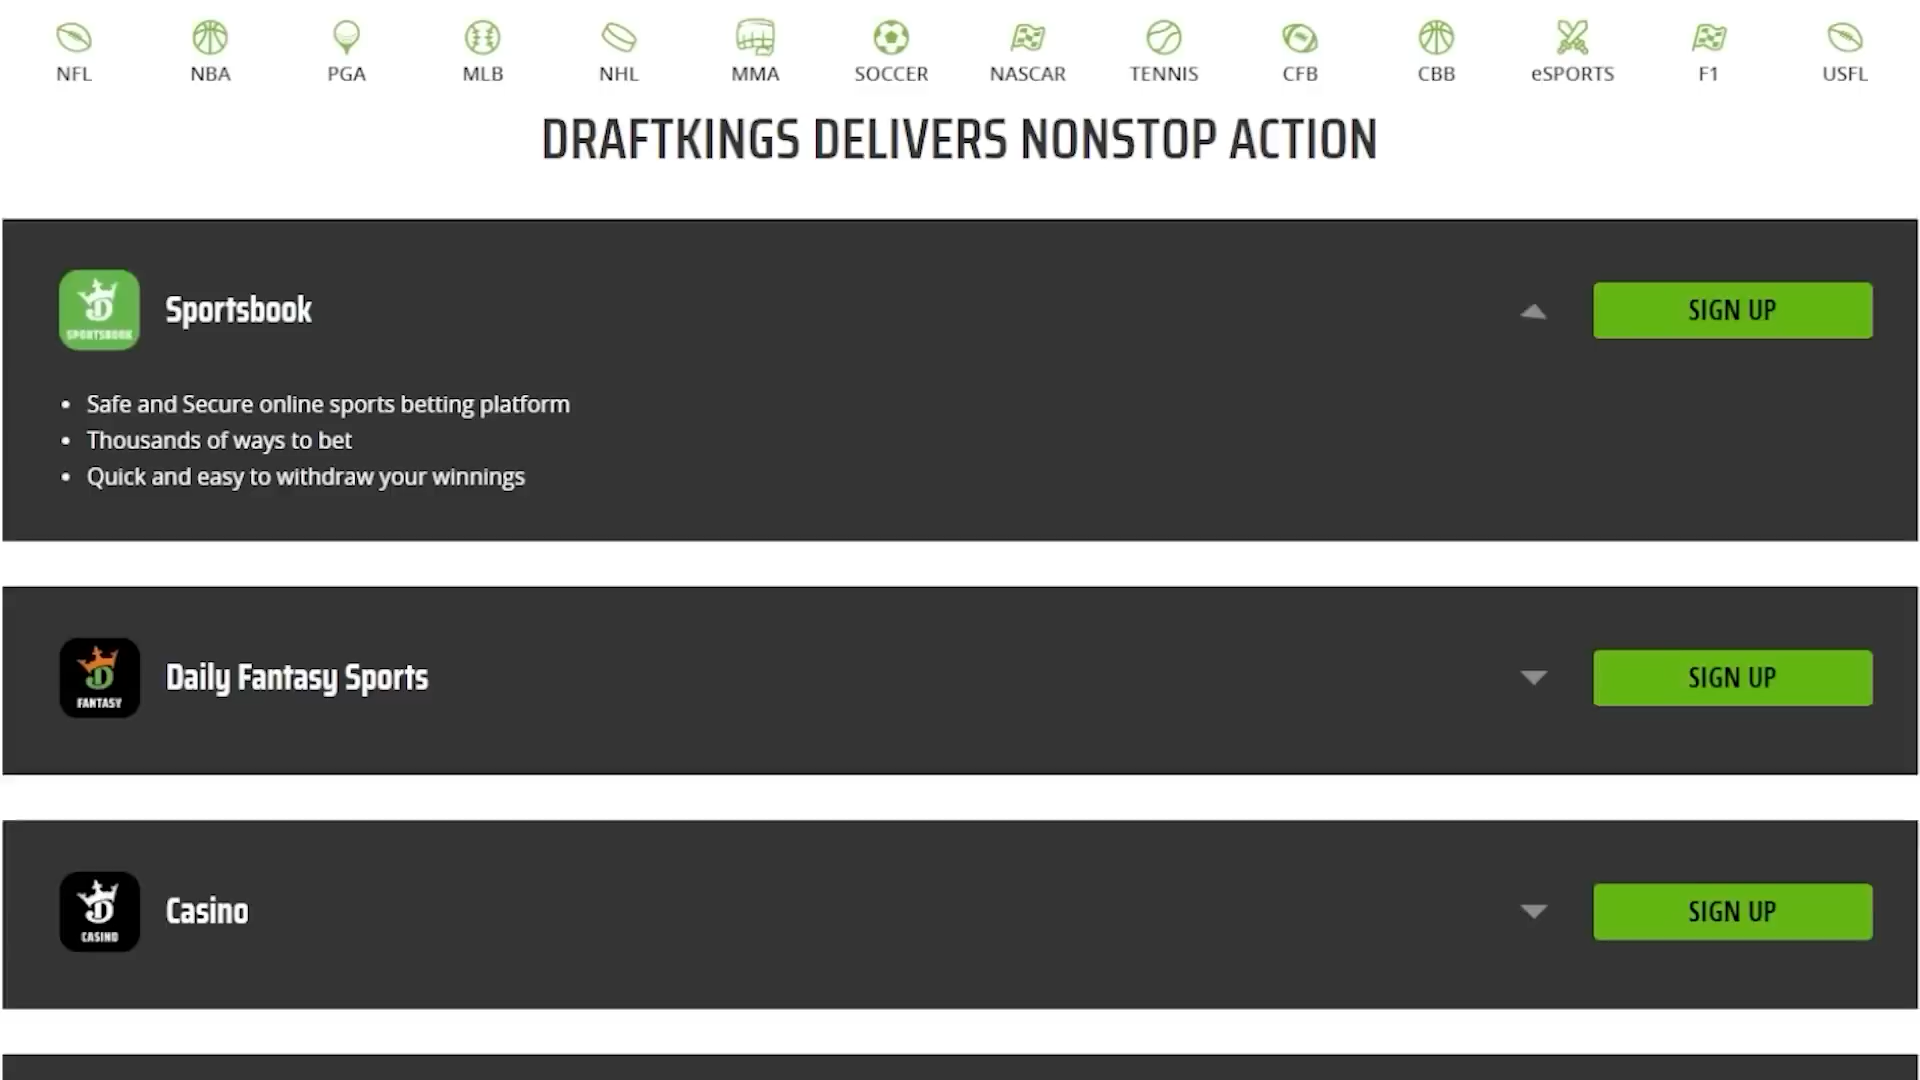 NFL NBA PGA MLB NHL MMA SOCCER NASCAR TENNIS CFB CBB eSPORTS F1 USFL
DRAFTKINGS DELIVERS NONSTOP ACTION
SPORTSBOOK
Sportsbook
SIGN UP
• Safe and Secure online sports betting platform
• Thousands of ways to bet
• Quick and easy to withdraw your winnings
FANTASY
Daily Fantasy Sports
SIGN UP
CASINO
Casino
SIGN UP